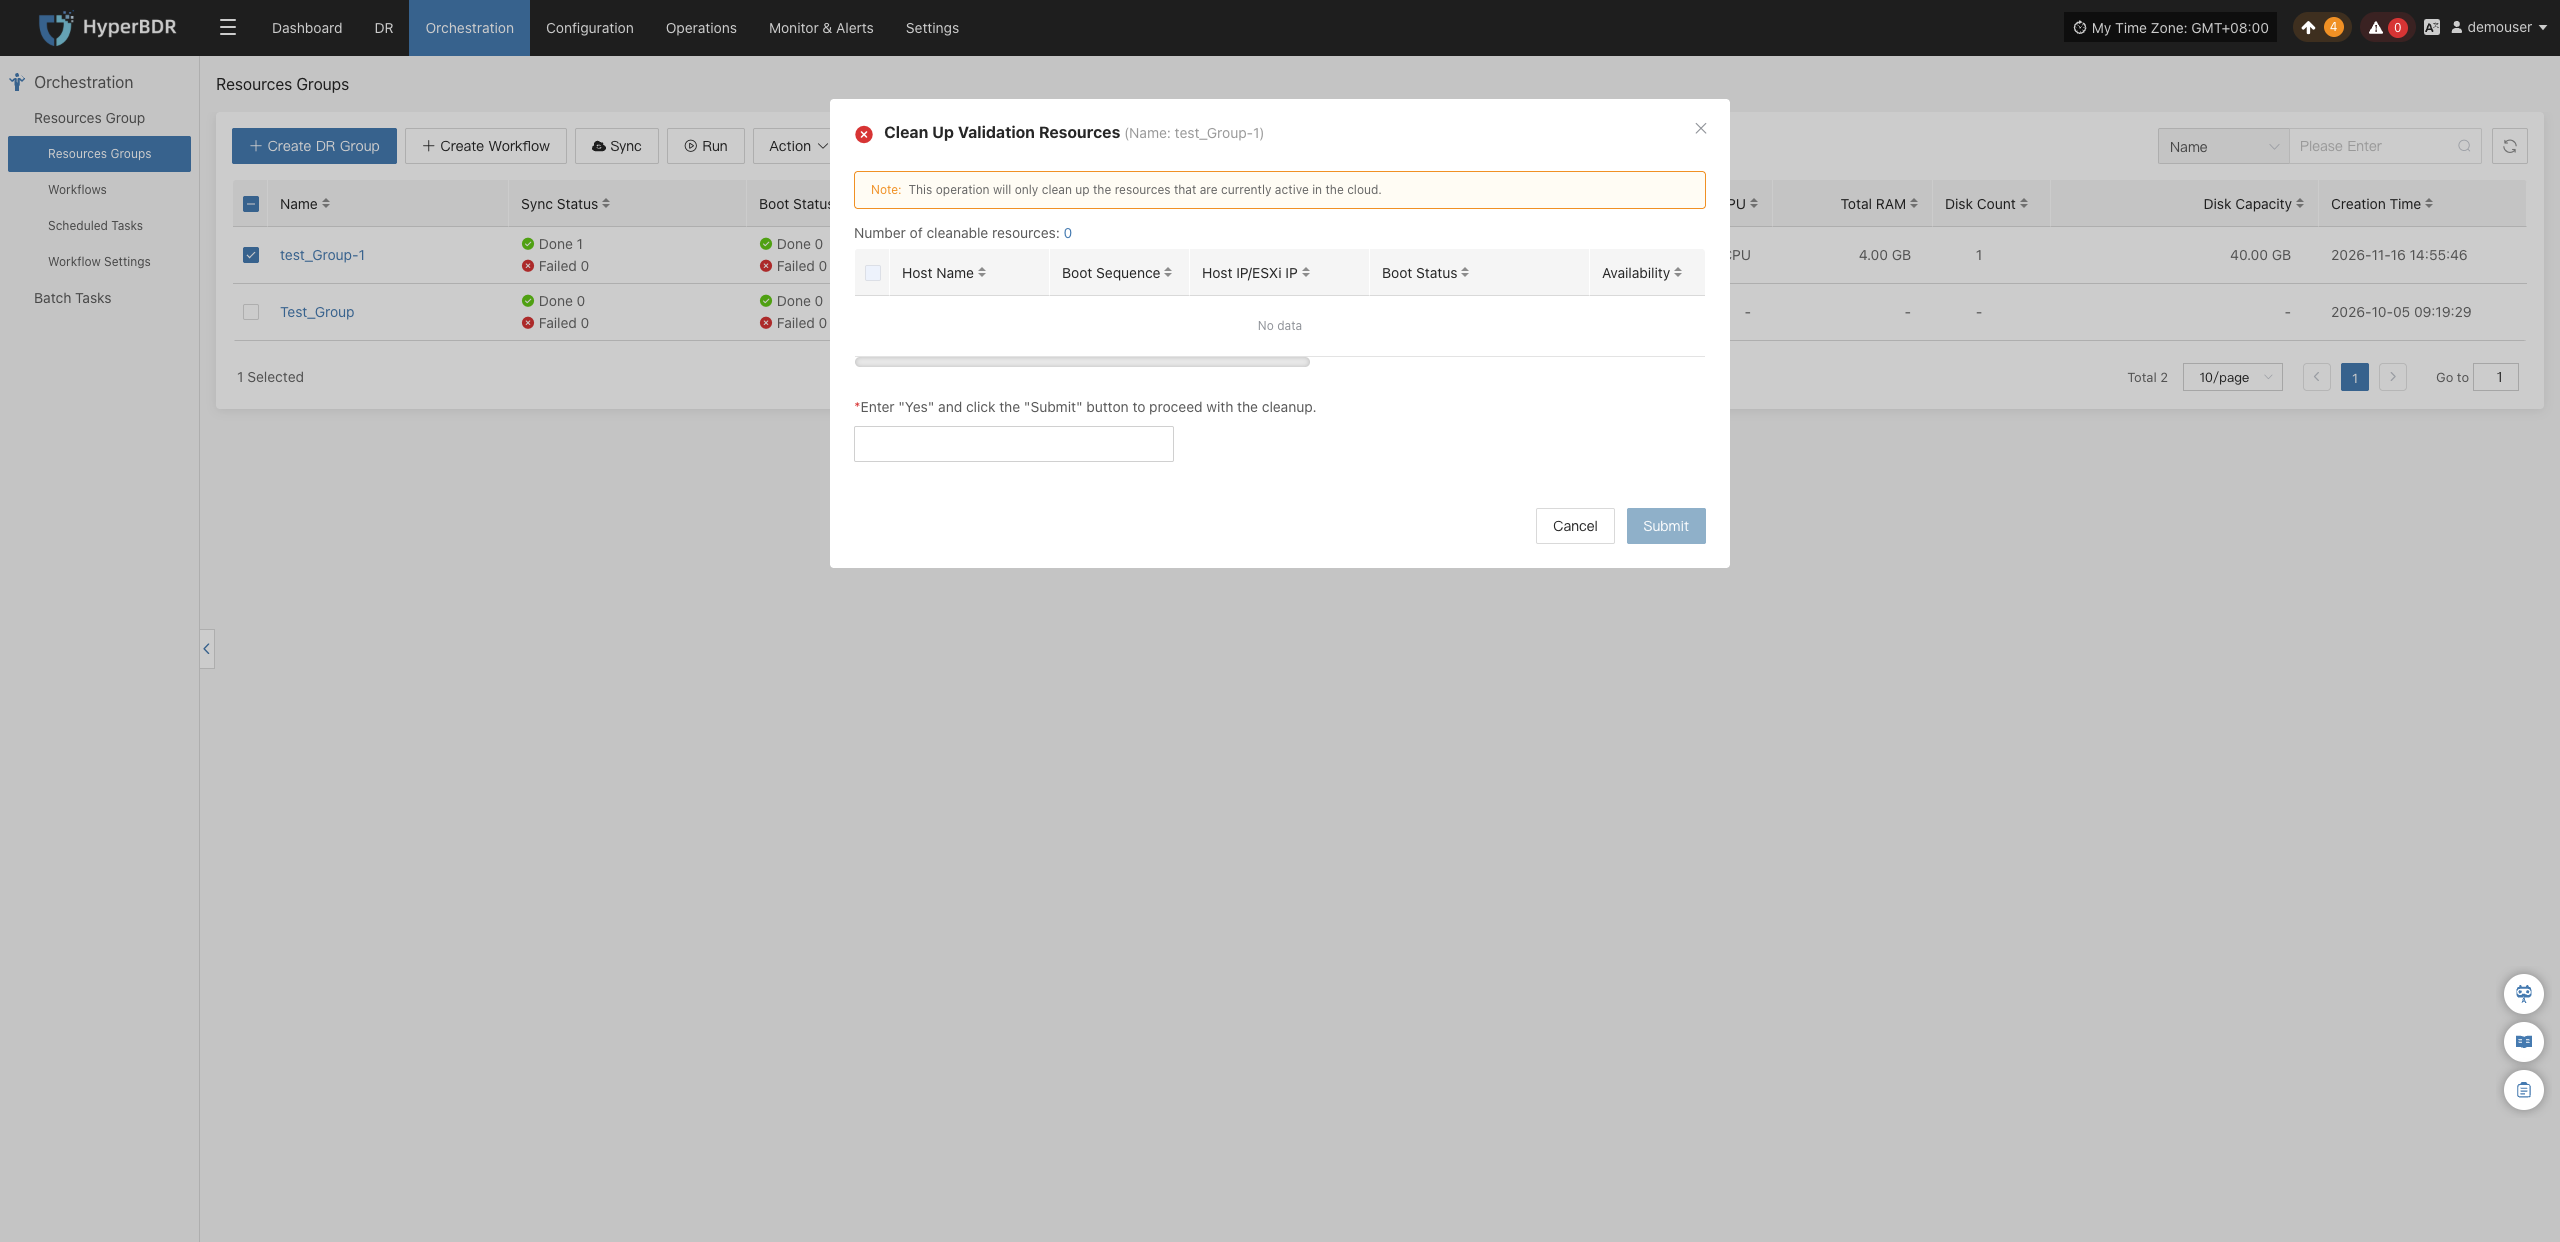 HyperBDR
Dashboard
DR
Orchestration
Configuration
Operations
Monitor & Alerts
Settings
My Time Zone: GMT+08:00
4
0
demouser
Orchestration
Resources Group
Resources Groups
Workflows
Scheduled Tasks
Workflow Settings
Batch Tasks
Resources Groups
Create DR Group
Create Workflow
Sync
Run
Action
Name
Please Enter
Name
Sync Status
Boot Status
PU
Total RAM
Disk Count
Disk Capacity
Creation Time
test_Group-1
Done 1
Failed 0
Done 0
Failed 0
CPU
4.00 GB
1
40.00 GB
2026-11-16 14:55:46
Test_Group
Done 0
Failed 0
Done 0
Failed 0
-
-
-
-
2026-10-05 09:19:29
1 Selected
Total 2
10/page
1
Go to
1
Clean Up Validation Resources (Name: test_Group-1)
Note: This operation will only clean up the resources that are currently active in the cloud.
Number of cleanable resources: 0
Host Name
Boot Sequence
Host IP/ESXi IP
Boot Status
Availability
No data
*Enter "Yes" and click the "Submit" button to proceed with the cleanup.
Cancel
Submit